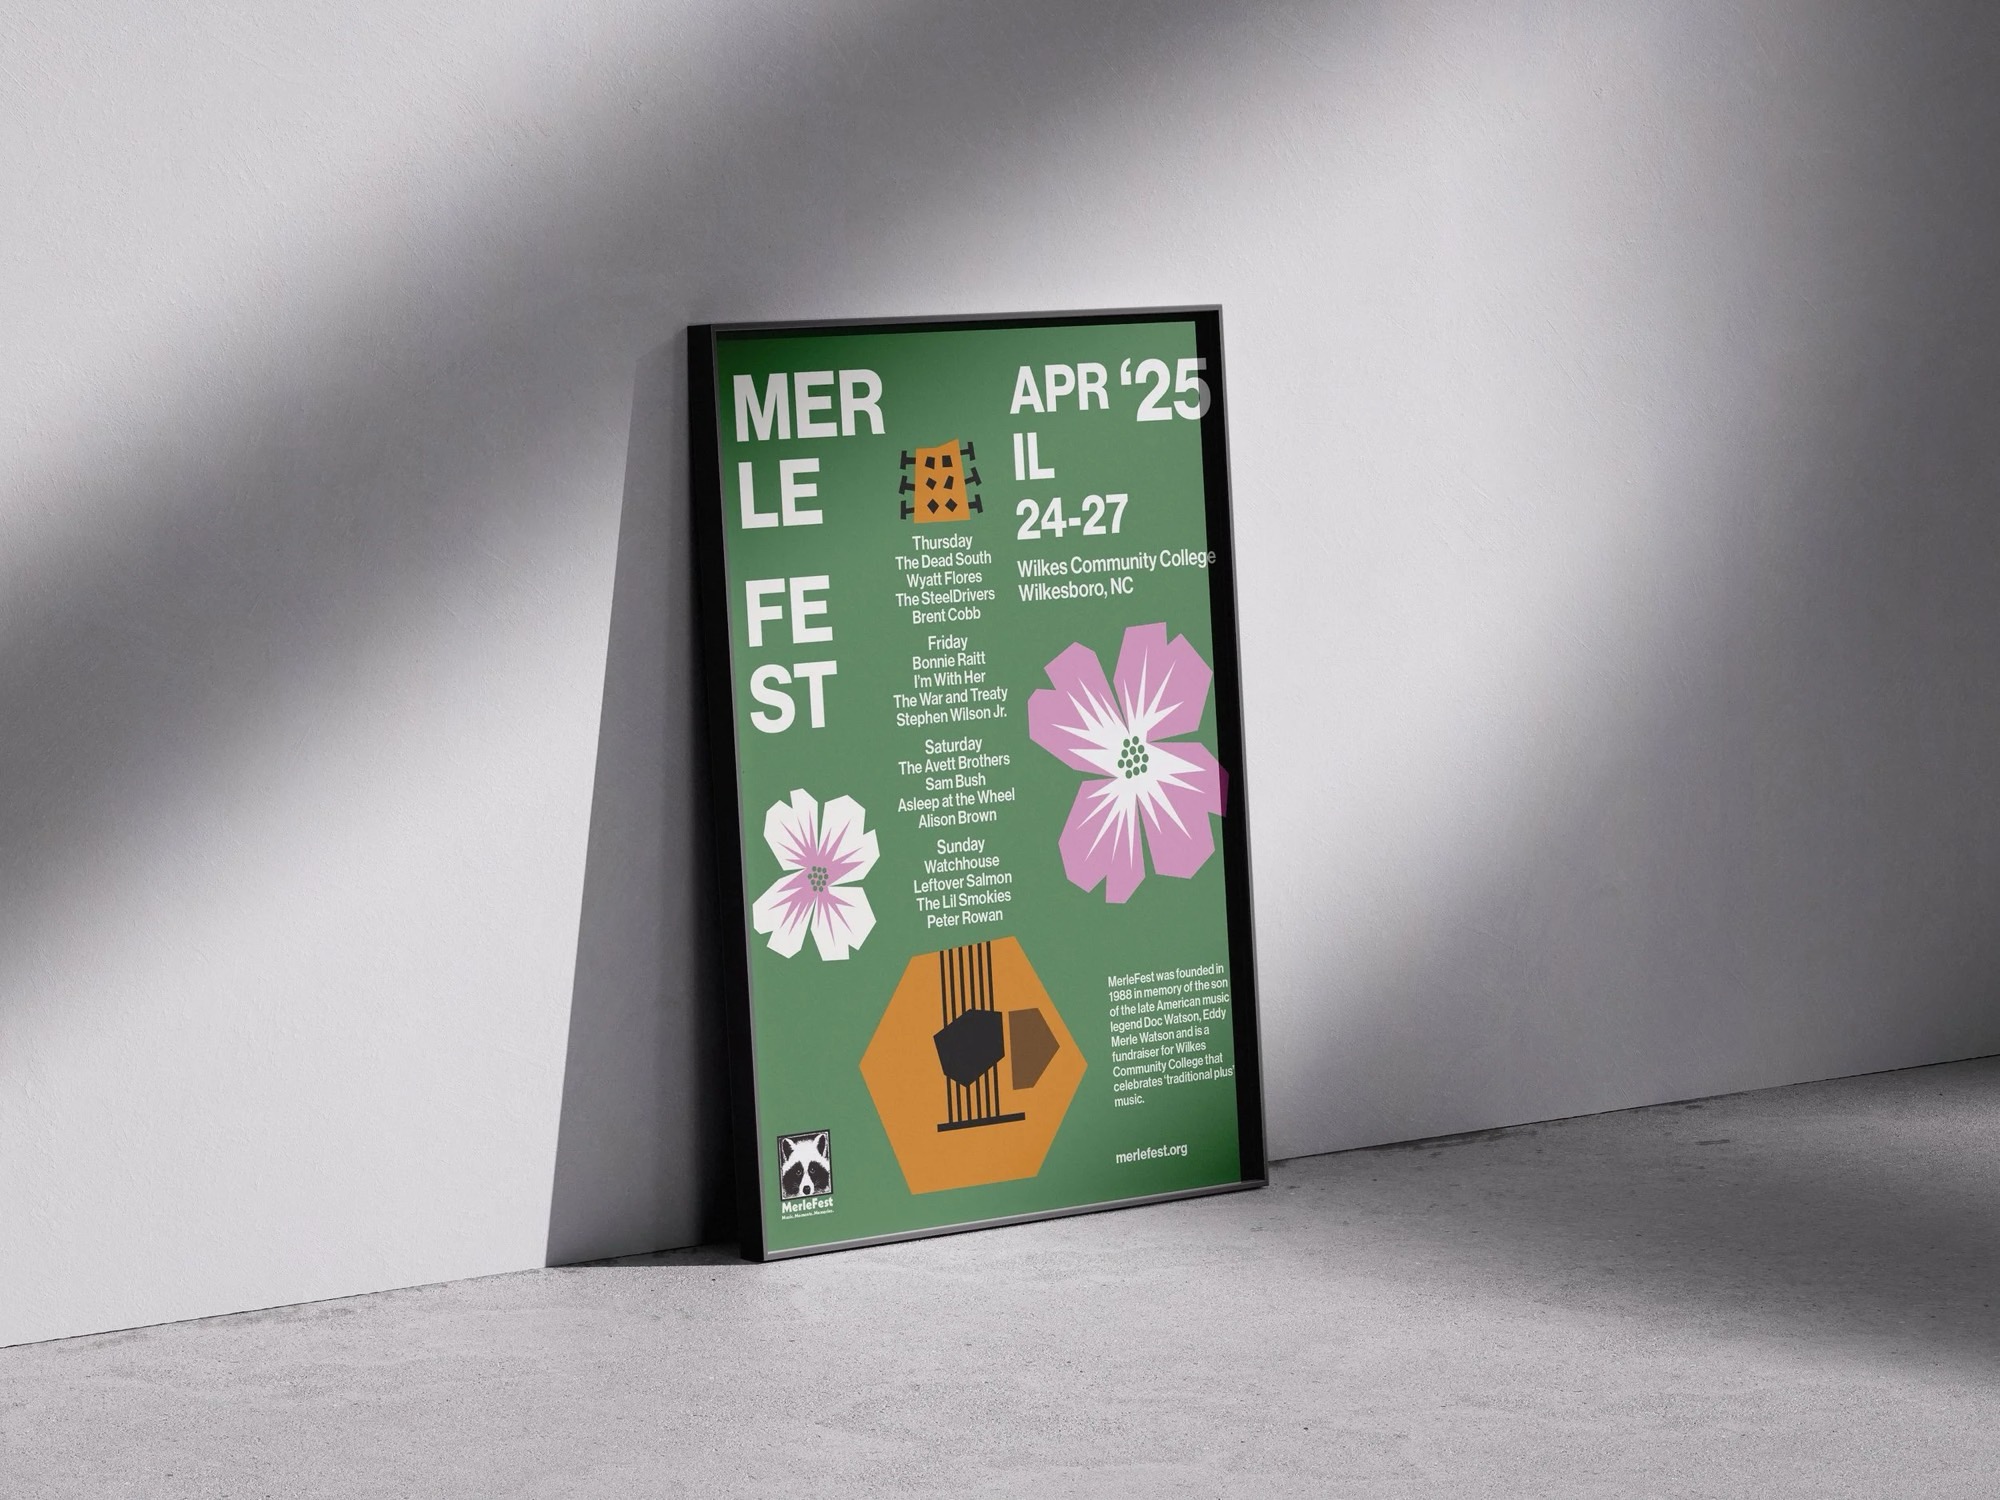 MER
LE
FE
ST
APR ‘25
IL
24-27
Wilkes Community College
Wilkesboro, NC
Thursday
The Dead South
Wyatt Flores
The SteelDrivers
Brent Cobb
Friday
Bonnie Raitt
I'm With Her
The War and Treaty
Stephen Wilson Jr.
Saturday
The Avett Brothers
Sam Bush
Asleep at the Wheel
Alison Brown
Sunday
Watchhouse
Leftover Salmon
The Lil Smokies
Peter Rowan
MerleFest was founded in
1988 in memory of the son
of the late American music
legend Doc Watson, Eddy
Merle Watson and is a
fundraiser for Wilkes
Community College that
celebrates 'traditional plus'
music.
merlefest.org
MerleFest
Music. Moments. Memories.